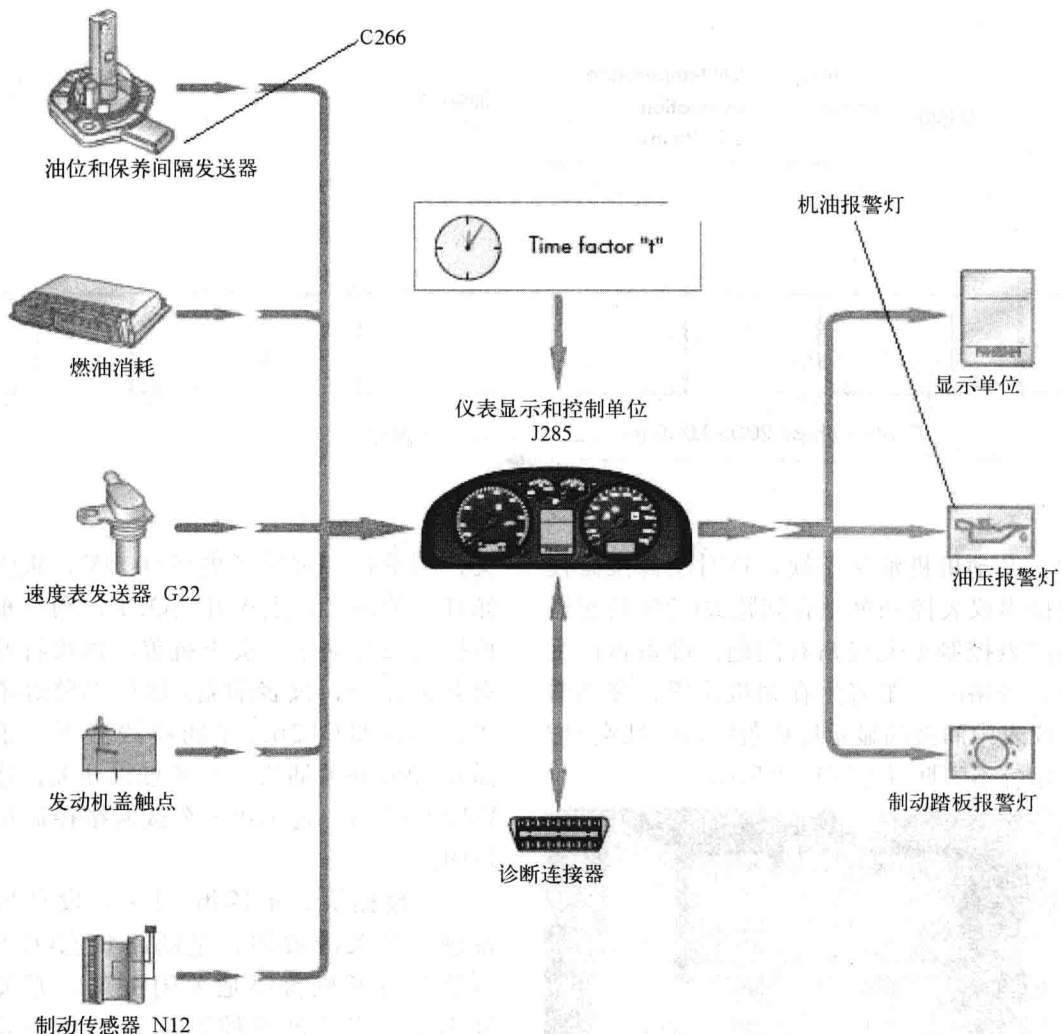 C266
油位和保养间隔发送器
机油报警灯
Time factor "t"
燃油消耗
显示单位
仪表显示和控制单位
J285
速度表发送器 G22
油压报警灯
发动机盖触点
制动踏板报警灯
诊断连接器
制动传感器 N12